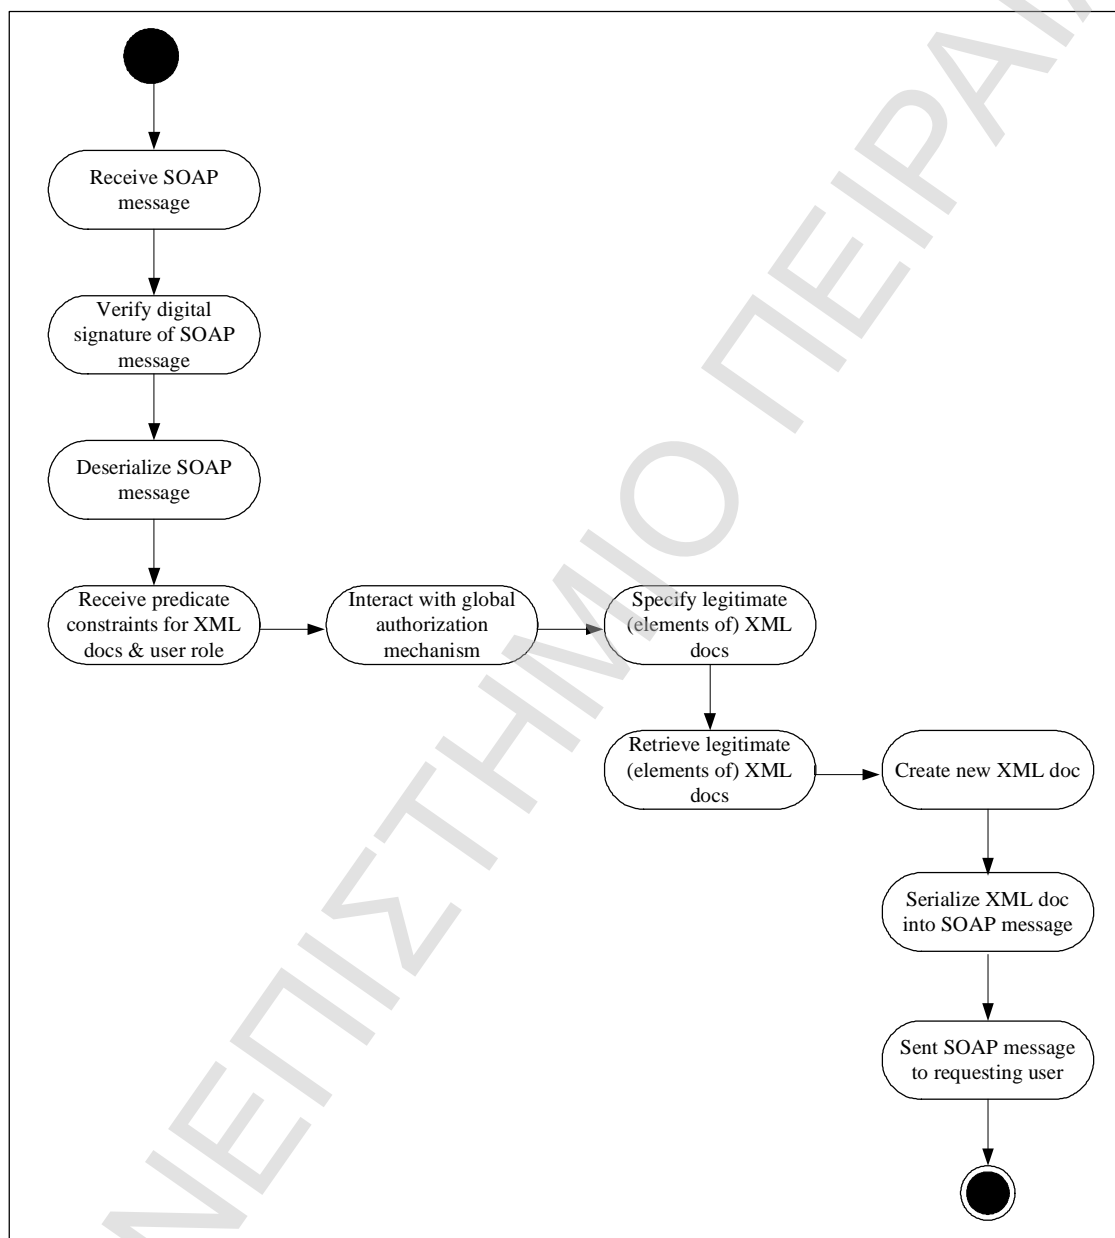 Receive SOAP
message
Verify digital
signature of SOAP
message
Deserialize SOAP
message
Receive predicate
constraints for XML
docs & user role
Interact with global
authorization
mechanism
Specify legitimate
(elements of) XML
docs
Retrieve legitimate
(elements of) XML
docs
Create new XML doc
Serialize XML doc
into SOAP message
Sent SOAP message
to requesting user
ΝΕΠΙΣΤΗΜΙΟ ΠΕΙΡΑΙ